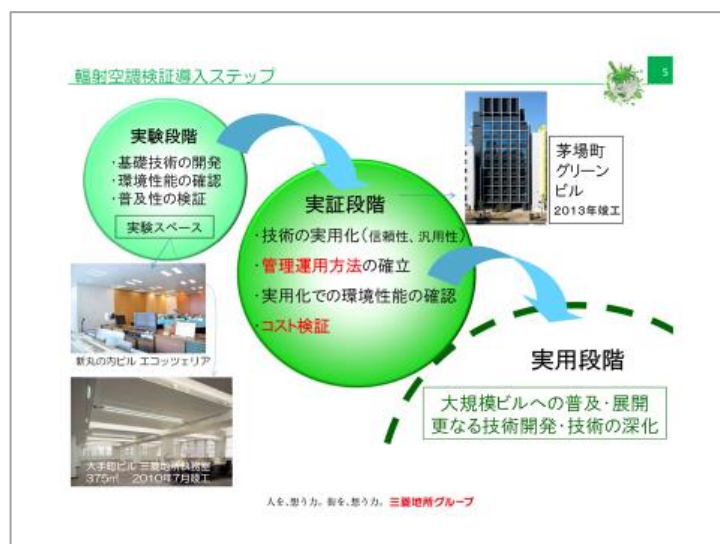 輻射空調検証導入ステップ
5
実験段階
・基礎技術の開発
・環境性能の確認
・普及性の検証
実験スペース
新丸の内ビル エコッツェリア
大手町ビル 三菱地所執務室
375㎡ 2010年7月竣工
実証段階
・技術の実用化(信頼性、汎用性)
・管理運用方法の確立
・実用化での環境性能の確認
・コスト検証
茅場町
グリーン
ビル
2013年竣工
実用段階
大規模ビルへの普及・展開
更なる技術開発・技術の深化
人を、想う力。街を、想う力。 三菱地所グループ